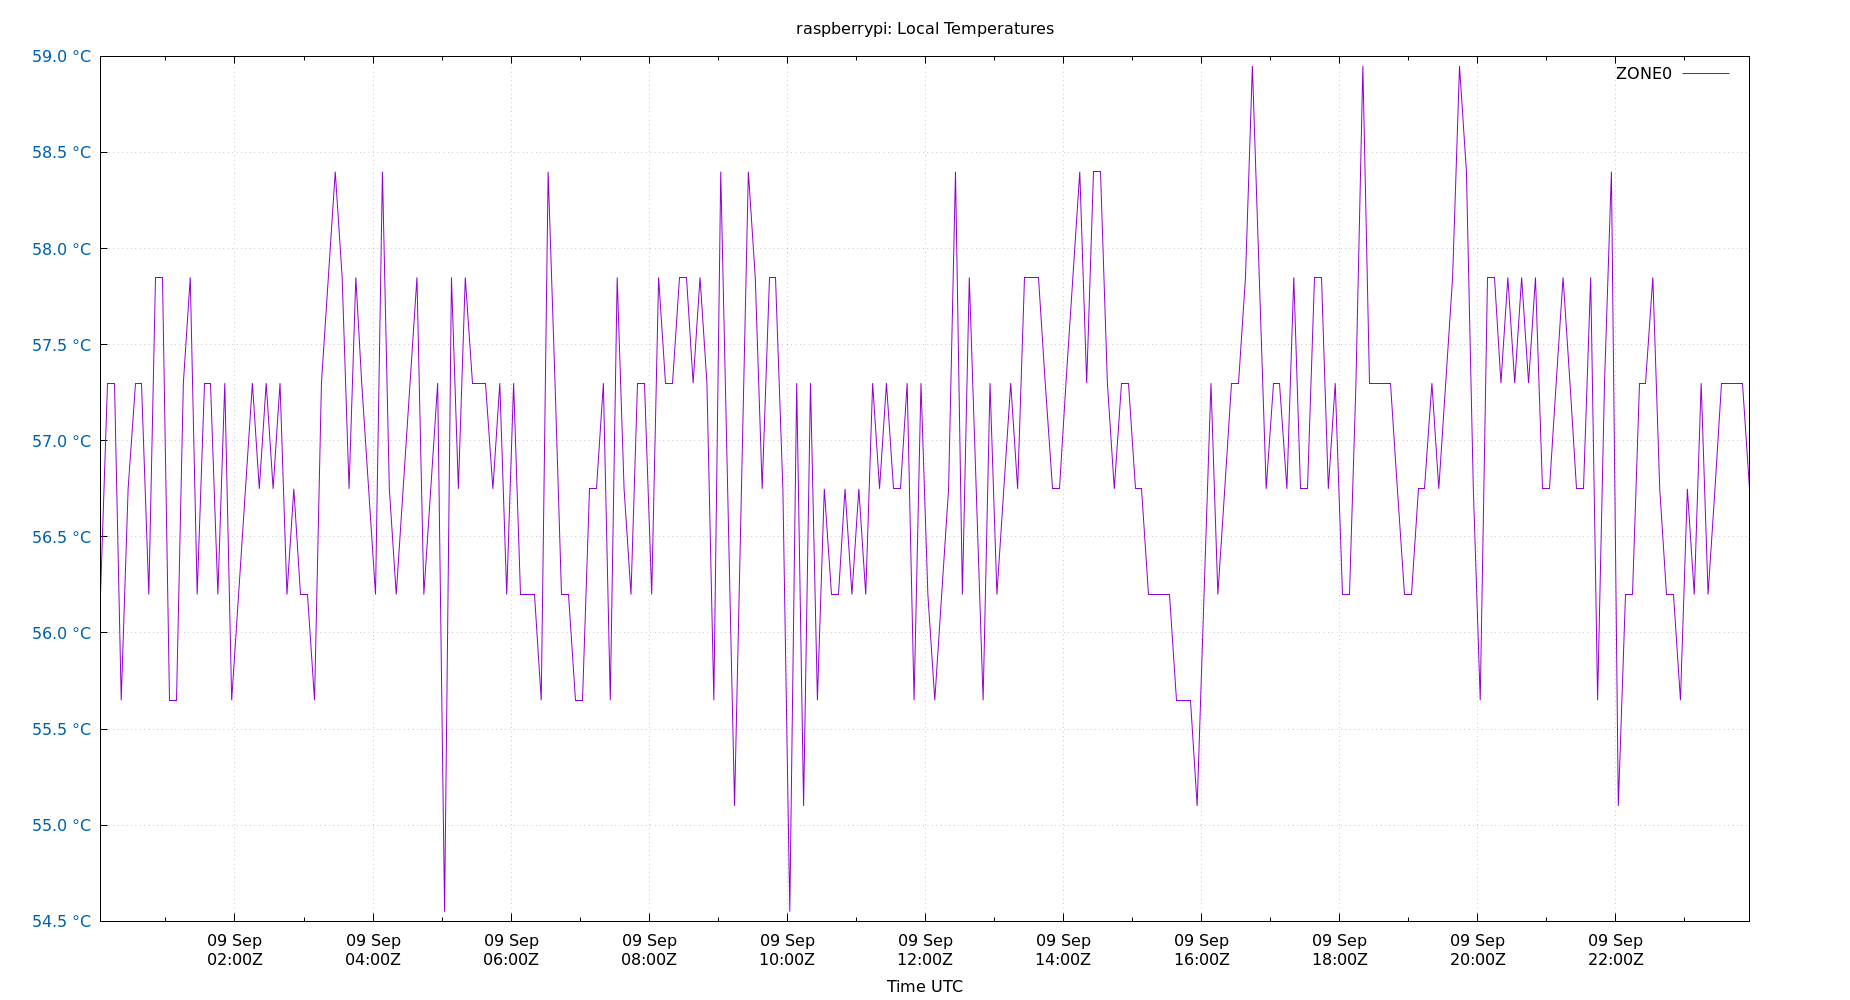 raspberrypi: Local Temperatures
59.0 °C
ZONE0
58.5 °C
58.0 °C
57.5 °C
57.0 °C
56.5 °C
56.0 °C
55.5 °C
55.0 °C
54.5 °C
09 Sep 09 Sep 09 Sep 09 Sep 09 Sep 09 Sep 09 Sep 09 Sep 09 Sep 09 Sep 09 Sep
02:00Z 04:00Z 06:00Z 08:00Z 10:00Z 12:00Z 14:00Z 16:00Z 18:00Z 20:00Z 22:00Z
Time UTC